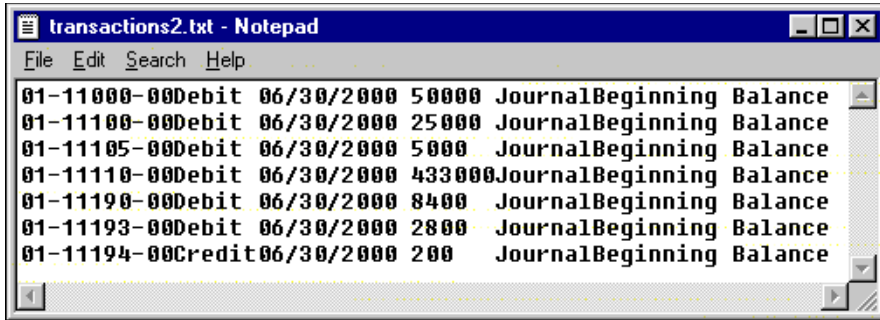 transactions2.txt - Notepad
File Edit Search Help
01-11000-00Debit 06/30/2000 50000 JournalBeginning Balance
01-11100-00Debit 06/30/2000 25000 JournalBeginning Balance
01-11105-00Debit 06/30/2000 5000  JournalBeginning Balance
01-11110-00Debit 06/30/2000 433000JournalBeginning Balance
01-11190-00Debit 06/30/2000 8400  JournalBeginning Balance
01-11193-00Debit 06/30/2000 2800  JournalBeginning Balance
01-11194-00Credit06/30/2000 200   JournalBeginning Balance